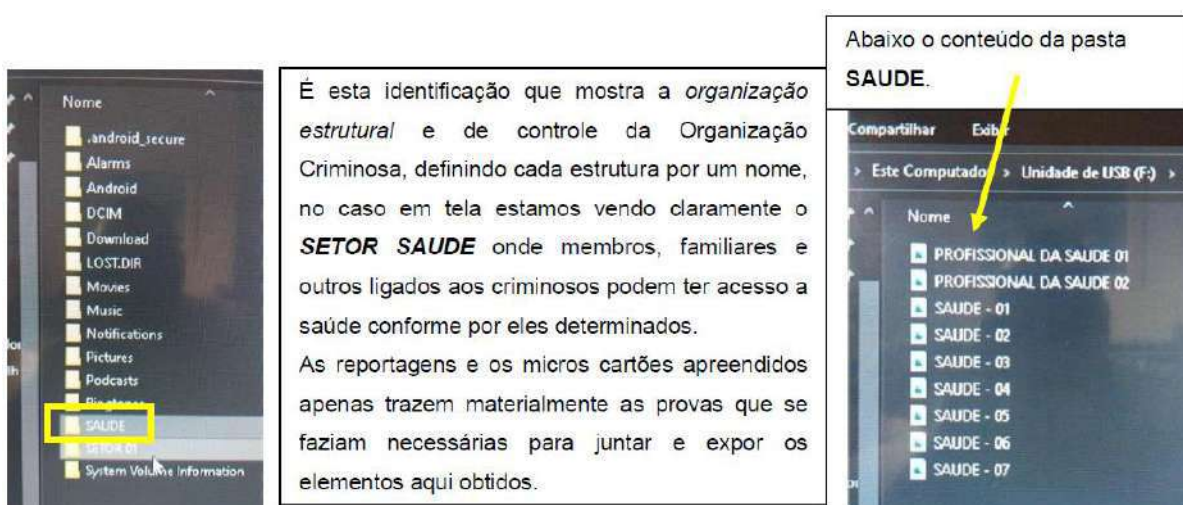 Nome
.android_secure
Alarms
Android
DCIM
Download
LOST.DIR
Movies
Music
Notifications
Pictures
Podcasts
Ringtones
SAUDE
SETOR 01
System Volume Information
É esta identificação que mostra a organização
estrutural e de controle da Organização
Criminosa, definindo cada estrutura por um nome,
no caso em tela estamos vendo claramente o
SETOR SAUDE onde membros, familiares e
outros ligados aos criminosos podem ter acesso a
saúde conforme por eles determinados.
As reportagens e os micros cartões apreendidos
apenas trazem materialmente as provas que se
faziam necessárias para juntar e expor os
elementos aqui obtidos.
Abaixo o conteúdo da pasta
SAUDE.
Compartilhar Exibir
> Este Computador > Unidade de USB (F:) >
Nome
PROFISSIONAL DA SAUDE 01
PROFISSIONAL DA SAUDE 02
SAUDE - 01
SAUDE - 02
SAUDE - 03
SAUDE - 04
SAUDE - 05
SAUDE - 06
SAUDE - 07